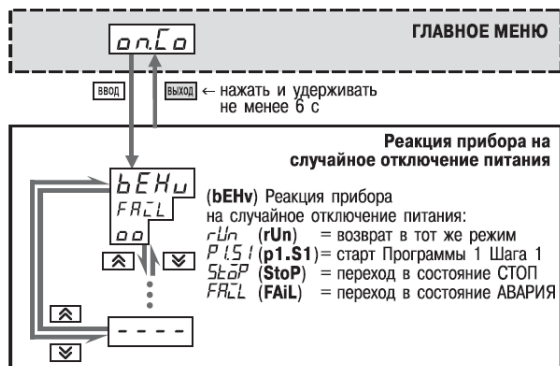 on.Co
ГЛАВНОЕ МЕНЮ
ВВОД
ВЫХОД ← нажать и удерживать
не менее 6 с
Реакция прибора на
случайное отключение питания
bEHv
FAiL
oo
(bEHv) Реакция прибора
на случайное отключение питания:
rUn (rUn) = возврат в тот же режим
P1.S1 (p1.S1)= старт Программы 1 Шага 1
StoP (StoP) = переход в состояние СТОП
FAiL (FAiL) = переход в состояние АВАРИЯ
- - - -